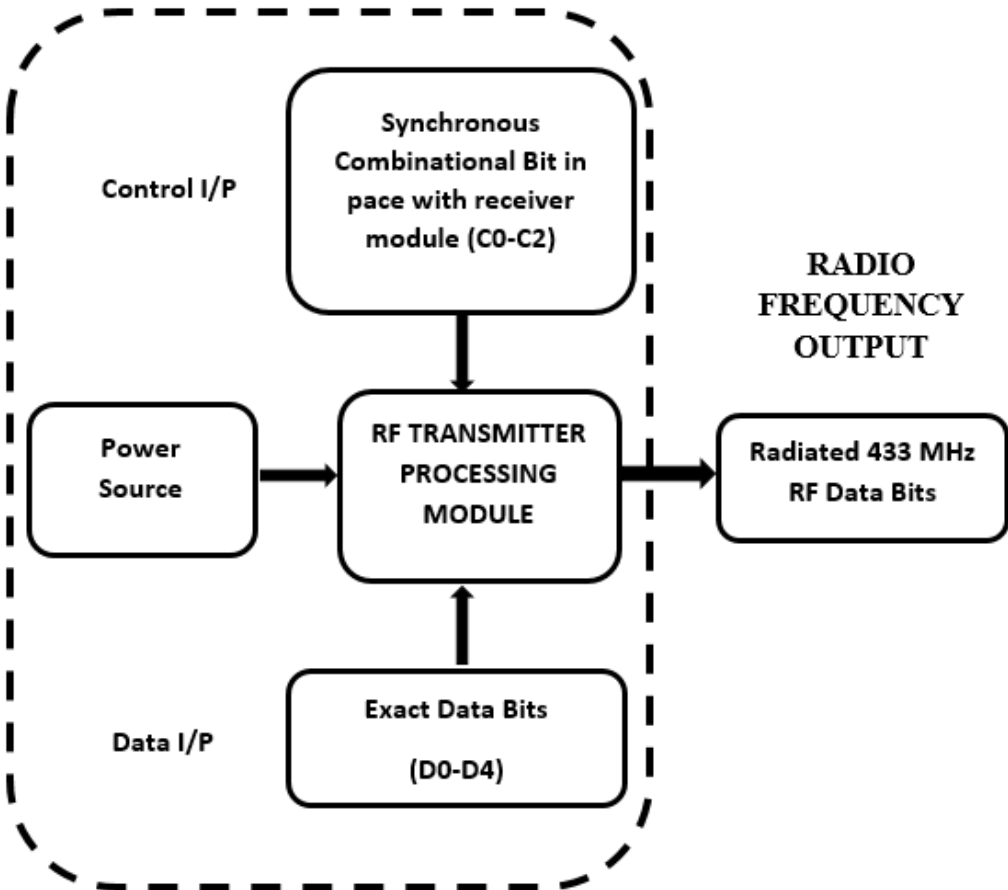 Control I/P
Synchronous
Combinational Bit in
pace with receiver
module (C0-C2)
RADIO
FREQUENCY
OUTPUT
Power
Source
RF TRANSMITTER
PROCESSING
MODULE
Radiated 433 MHz
RF Data Bits
Data I/P
Exact Data Bits
(D0-D4)